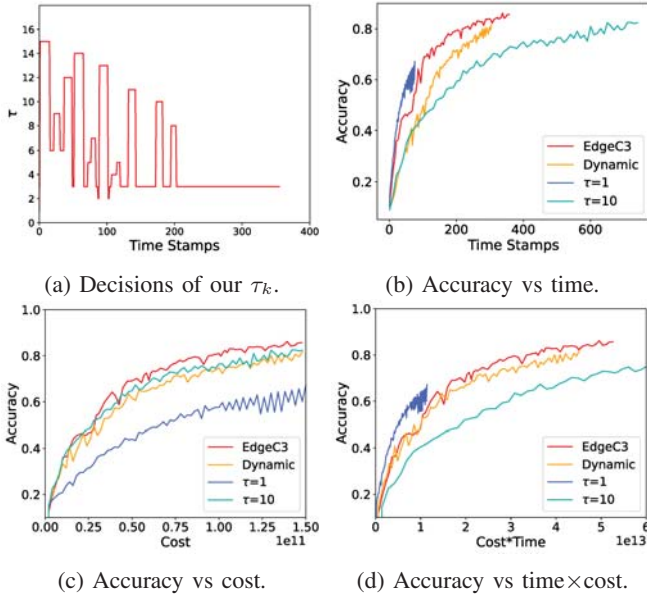 16
14
12
10
8
6
4
2
0
τ
0 100 200 300 400
Time Stamps
(a) Decisions of our τk.
0.8
0.6
0.4
0.2
Accuracy
EdgeC3
Dynamic
τ=1
τ=10
0 200 400 600
Time Stamps
(b) Accuracy vs time.
1.0
0.8
0.6
0.4
0.2
Accuracy
EdgeC3
Dynamic
τ=1
τ=10
0.00 0.25 0.50 0.75 1.00 1.25 1.50
Cost 1e11
(c) Accuracy vs cost.
1.0
0.8
0.6
0.4
0.2
Accuracy
EdgeC3
Dynamic
τ=1
τ=10
0 1 2 3 4 5 6
Cost*Time 1e13
(d) Accuracy vs time×cost.